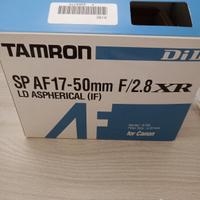 TAMRON Di II
SP AF17-50mm F/2.8 XR
LD ASPHERICAL (IF)
AF
for Canon